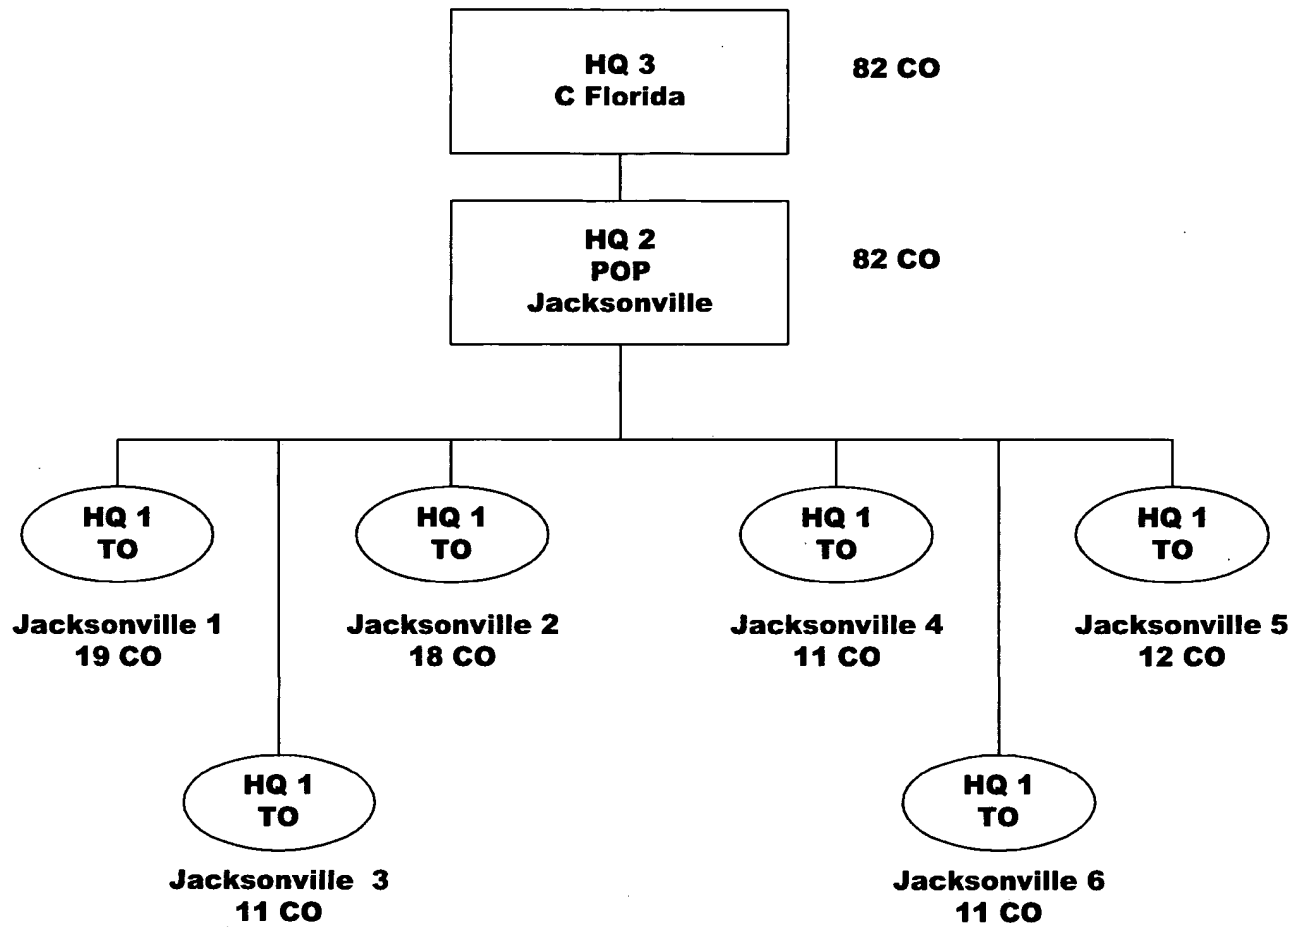 HQ 3
C Florida
82 CO
HQ 2
POP
Jacksonville
82 CO
HQ 1
TO
Jacksonville 1
19 CO
HQ 1
TO
Jacksonville 2
18 CO
HQ 1
TO
Jacksonville 4
11 CO
HQ 1
TO
Jacksonville 5
12 CO
HQ 1
TO
Jacksonville 3
11 CO
HQ 1
TO
Jacksonville 6
11 CO